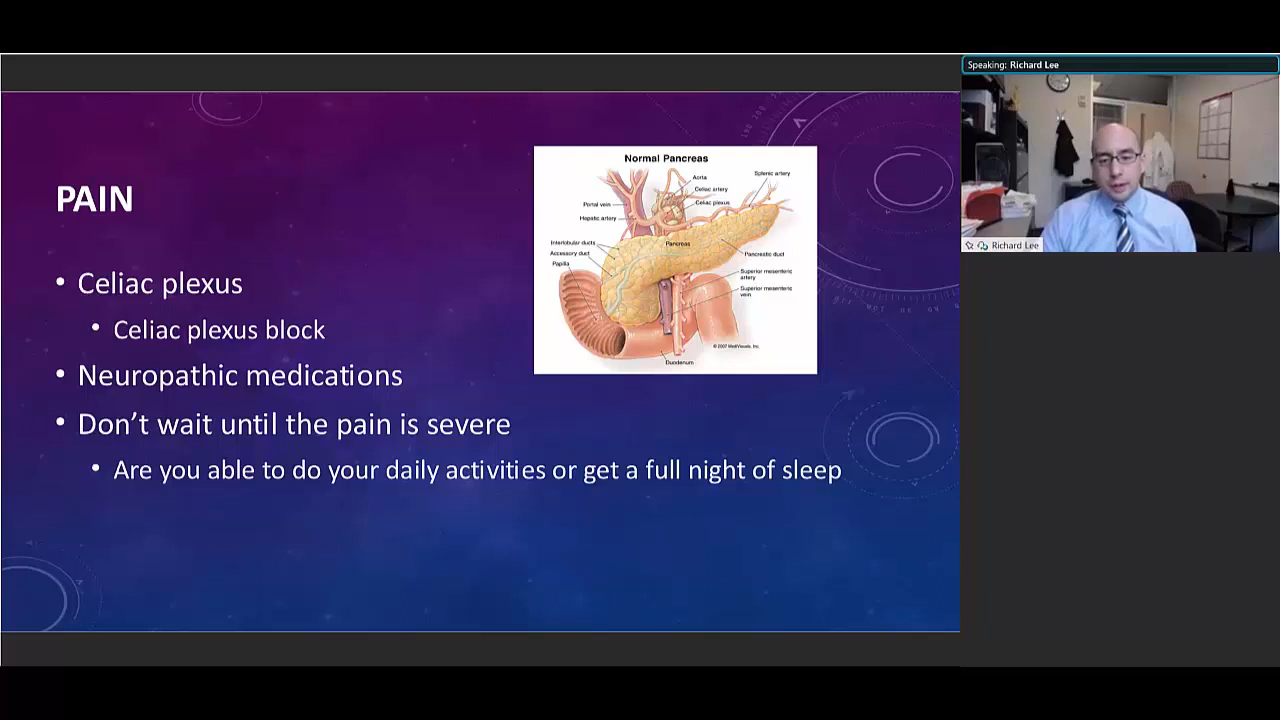 Speaking: Richard Lee
PAIN
• Celiac plexus
• Celiac plexus block
• Neuropathic medications
• Don’t wait until the pain is severe
• Are you able to do your daily activities or get a full night of sleep
Normal Pancreas
Aorta
Splenic artery
Celiac artery
Portal vein
Celiac plexus
Hepatic artery
Interlobular ducts
Pancreas
Accessory duct
Pancreatic duct
Papilla
Superior mesenteric
artery
Superior mesenteric
vein
© 2007 MediVisuals, Inc.
Duodenum
Richard Lee